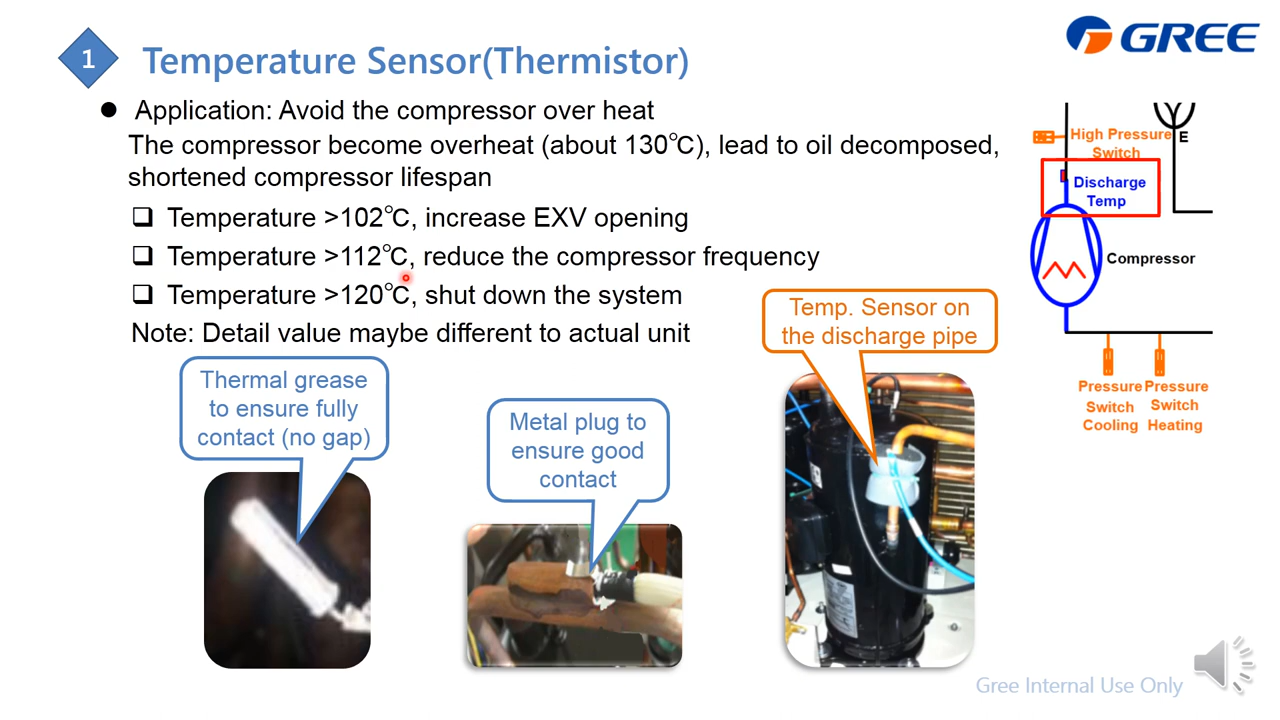 1
Temperature Sensor(Thermistor)
GREE
● Application: Avoid the compressor over heat
The compressor become overheat (about 130℃), lead to oil decomposed,
shortened compressor lifespan
❑ Temperature >102℃, increase EXV opening
❑ Temperature >112℃, reduce the compressor frequency
❑ Temperature >120℃, shut down the system
Note: Detail value maybe different to actual unit
High Pressure
Switch
E
Discharge
Temp
Compressor
Pressure
Switch
Cooling
Pressure
Switch
Heating
Thermal grease
to ensure fully
contact (no gap)
Metal plug to
ensure good
contact
Temp. Sensor on
the discharge pipe
Gree Internal Use Only